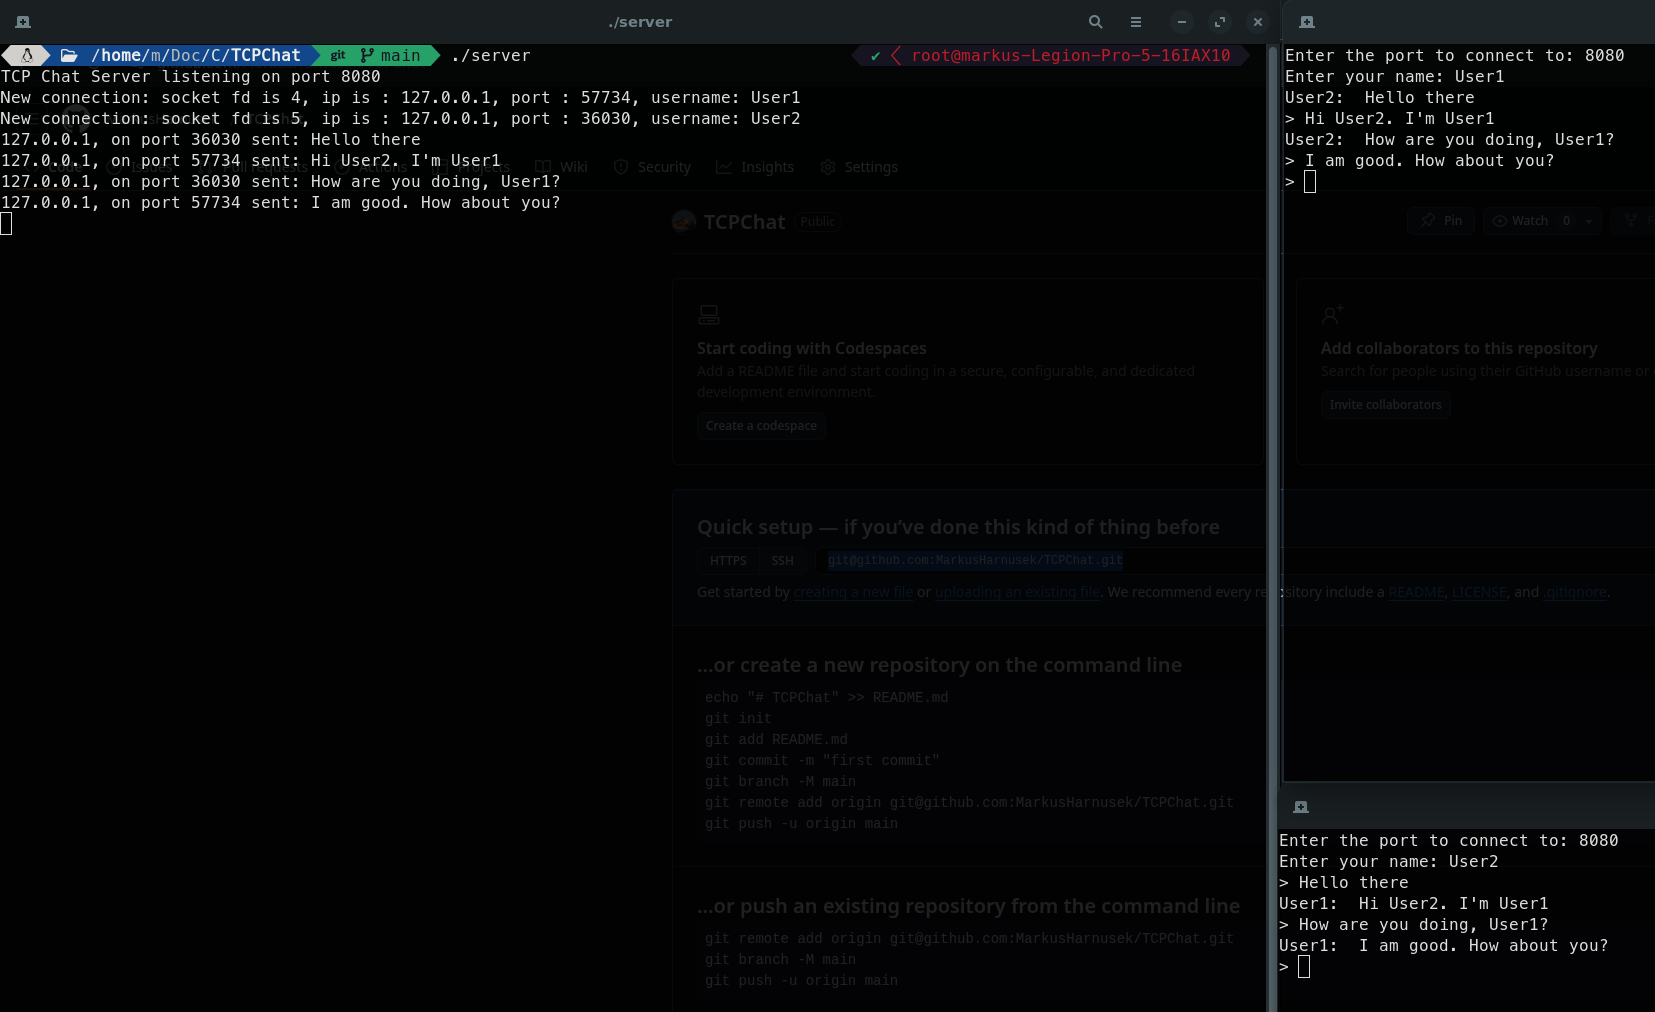 ./server
/home/m/Doc/C/TCPChat git main ./server
✔ root@markus-Legion-Pro-5-16IAX10
TCP Chat Server listening on port 8080
New connection: socket fd is 4, ip is : 127.0.0.1, port : 57734, username: User1
New connection: socket fd is 5, ip is : 127.0.0.1, port : 36030, username: User2
127.0.0.1, on port 36030 sent: Hello there
127.0.0.1, on port 57734 sent: Hi User2. I'm User1
127.0.0.1, on port 36030 sent: How are you doing, User1?
127.0.0.1, on port 57734 sent: I am good. How about you?
Code Issues Pull requests Actions Projects Wiki Security Insights Settings
TCPChat Public
Pin Watch 0
Start coding with Codespaces
Add a README file and start coding in a secure, configurable, and dedicated
development environment.
Create a codespace
Add collaborators to this repository
Search for people using their GitHub username or
Invite collaborators
Quick setup — if you’ve done this kind of thing before
HTTPS SSH git@github.com:MarkusHarnusek/TCPChat.git
Get started by creating a new file or uploading an existing file. We recommend every repository include a README, LICENSE, and .gitignore.
…or create a new repository on the command line
echo "# TCPChat" >> README.md
git init
git add README.md
git commit -m "first commit"
git branch -M main
git remote add origin git@github.com:MarkusHarnusek/TCPChat.git
git push -u origin main
…or push an existing repository from the command line
git remote add origin git@github.com:MarkusHarnusek/TCPChat.git
git branch -M main
git push -u origin main
Enter the port to connect to: 8080
Enter your name: User1
User2:  Hello there
> Hi User2. I'm User1
User2:  How are you doing, User1?
> I am good. How about you?
>
Enter the port to connect to: 8080
Enter your name: User2
> Hello there
User1:  Hi User2. I'm User1
> How are you doing, User1?
User1:  I am good. How about you?
>